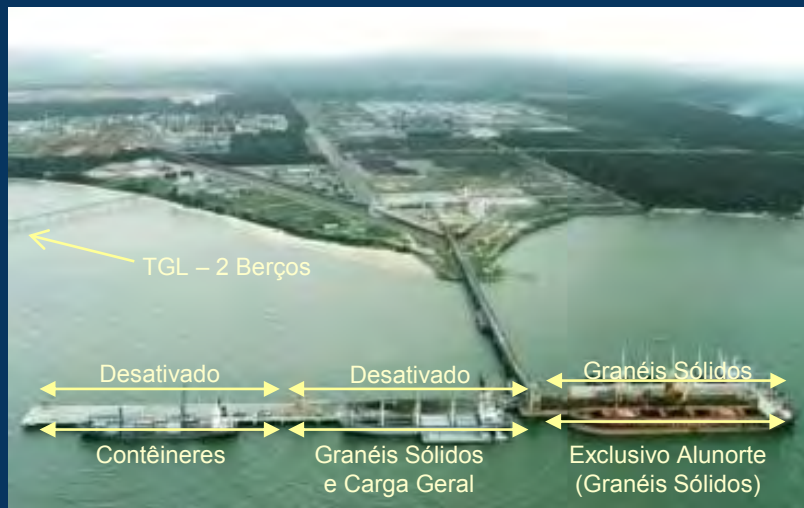 TGL – 2 Berços
Desativado
Desativado
Granéis Sólidos
Contêineres
Granéis Sólidos
e Carga Geral
Exclusivo Alunorte
(Granéis Sólidos)